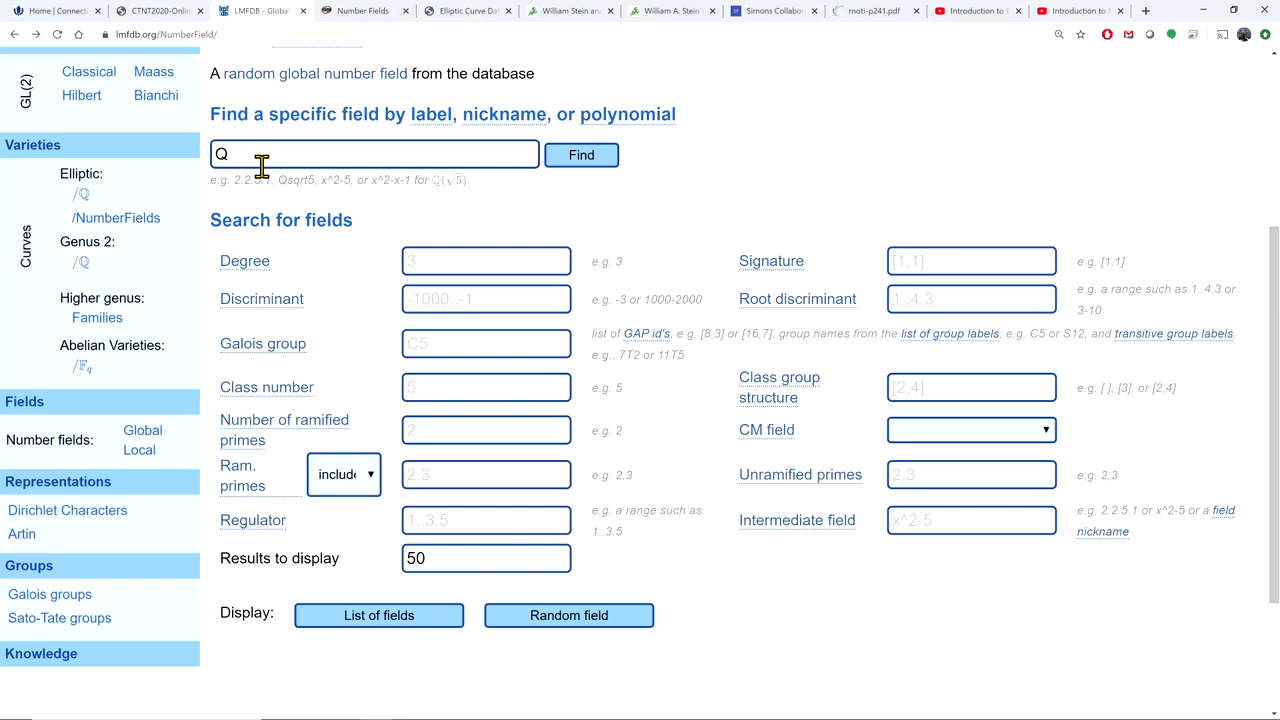 Home | Connecti
CTNT2020-Onlin
LMFDB - Global
Number Fields
Elliptic Curve Dat
William Stein and
William A. Stein's
Simons Collabor
moti-p241.pdf
Introduction to
Introduction to
lmfdb.org/NumberField/
GL(2)
Classical Maass
Hilbert Bianchi
Varieties
Curves
Elliptic:
/ℚ
/NumberFields
Genus 2:
/ℚ
Higher genus:
Families
Abelian Varieties:
/𝔽q
Fields
Number fields: Global
Local
Representations
Dirichlet Characters
Artin
Groups
Galois groups
Sato-Tate groups
Knowledge
A random global number field from the database
Find a specific field by label, nickname, or polynomial
Q Find
e.g. 2.2.5.1, Qsqrt5, x^2-5, or x^2-x-1 for ℚ(√5)
Search for fields
Degree 3 e.g. 3 Signature [1,1] e.g. [1,1]
Discriminant -1000..-1 e.g. -3 or 1000-2000 Root discriminant 1..4.3 e.g. a range such as 1..4.3 or
3-10
Galois group C5 list of GAP id's, e.g. [8,3] or [16,7], group names from the list of group labels, e.g. C5 or S12, and transitive group labels,
e.g., 7T2 or 11T5
Class number 5 e.g. 5 Class group
structure [2,4] e.g. [ ], [3]. or [2,4]
Number of ramified
primes 2 e.g. 2 CM field
Ram.
primes include 2,3 e.g. 2,3 Unramified primes 2,3 e.g. 2,3
Regulator 1..3.5 e.g. a range such as
1..3.5
Intermediate field x^2-5 e.g. 2.2.5.1 or x^2-5 or a field
nickname
Results to display 50
Display: List of fields Random field